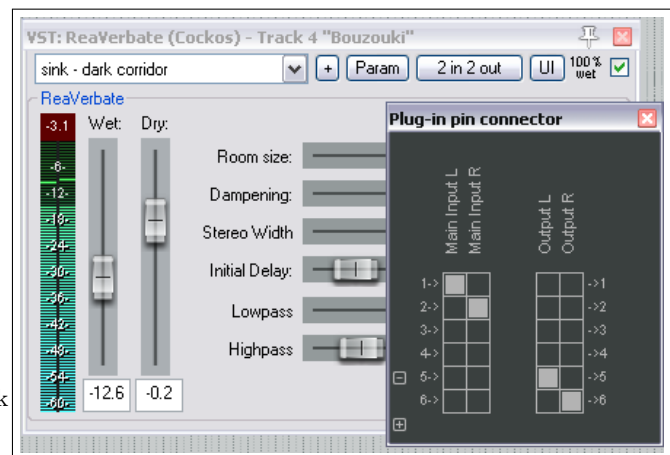 VST: ReaVerbate (Cockos) - Track 4 "Bouzouki"
sink - dark corridor + Param 2 in 2 out UI 100% wet
ReaVerbate
-3.1 Wet: Dry:
-6-
-12-
-18-
-24-
-30-
-36-
-42-
-48-
-54-
-60-
-12.6 -0.2
Room size:
Dampening:
Stereo Width
Initial Delay:
Lowpass
Highpass
Plug-in pin connector
Main Input L
Main Input R
Output L
Output R
1-> ->1
2-> ->2
3-> ->3
4-> ->4
5-> ->5
6-> ->6
k